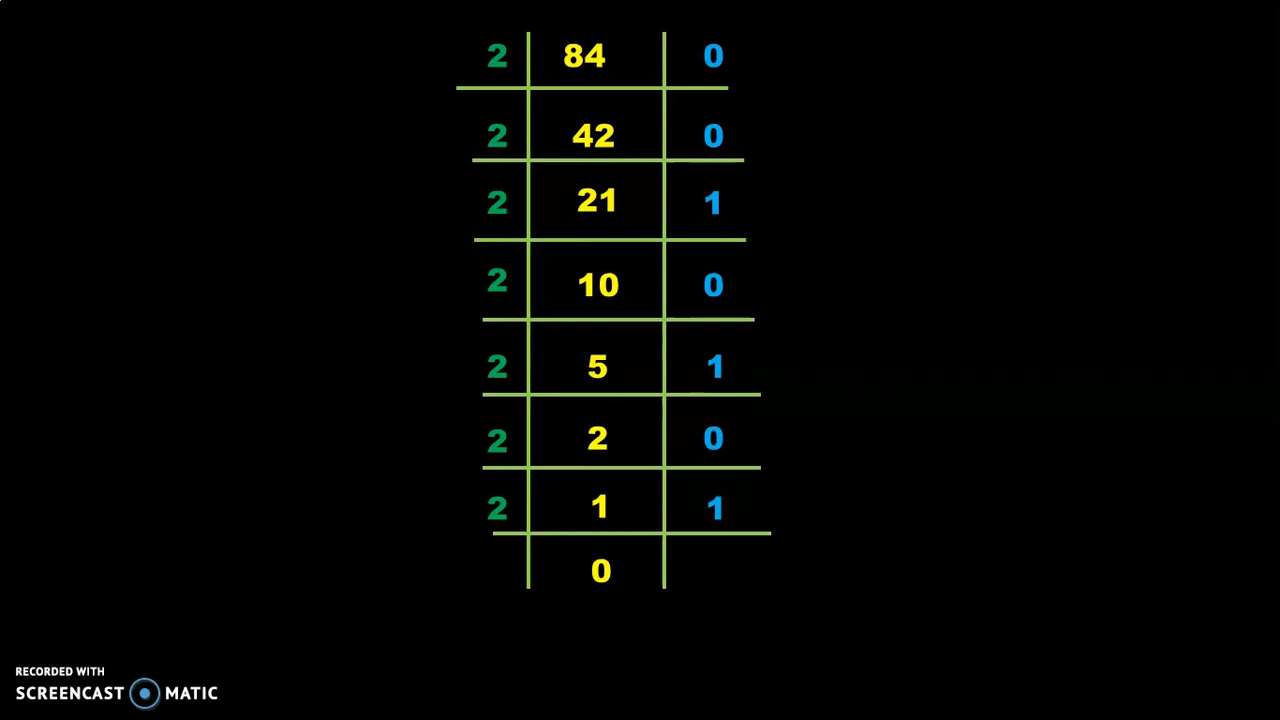 2 84 0
2 42 0
2 21 1
2 10 0
2 5 1
2 2 0
2 1 1
0
RECORDED WITH
SCREENCAST MATIC